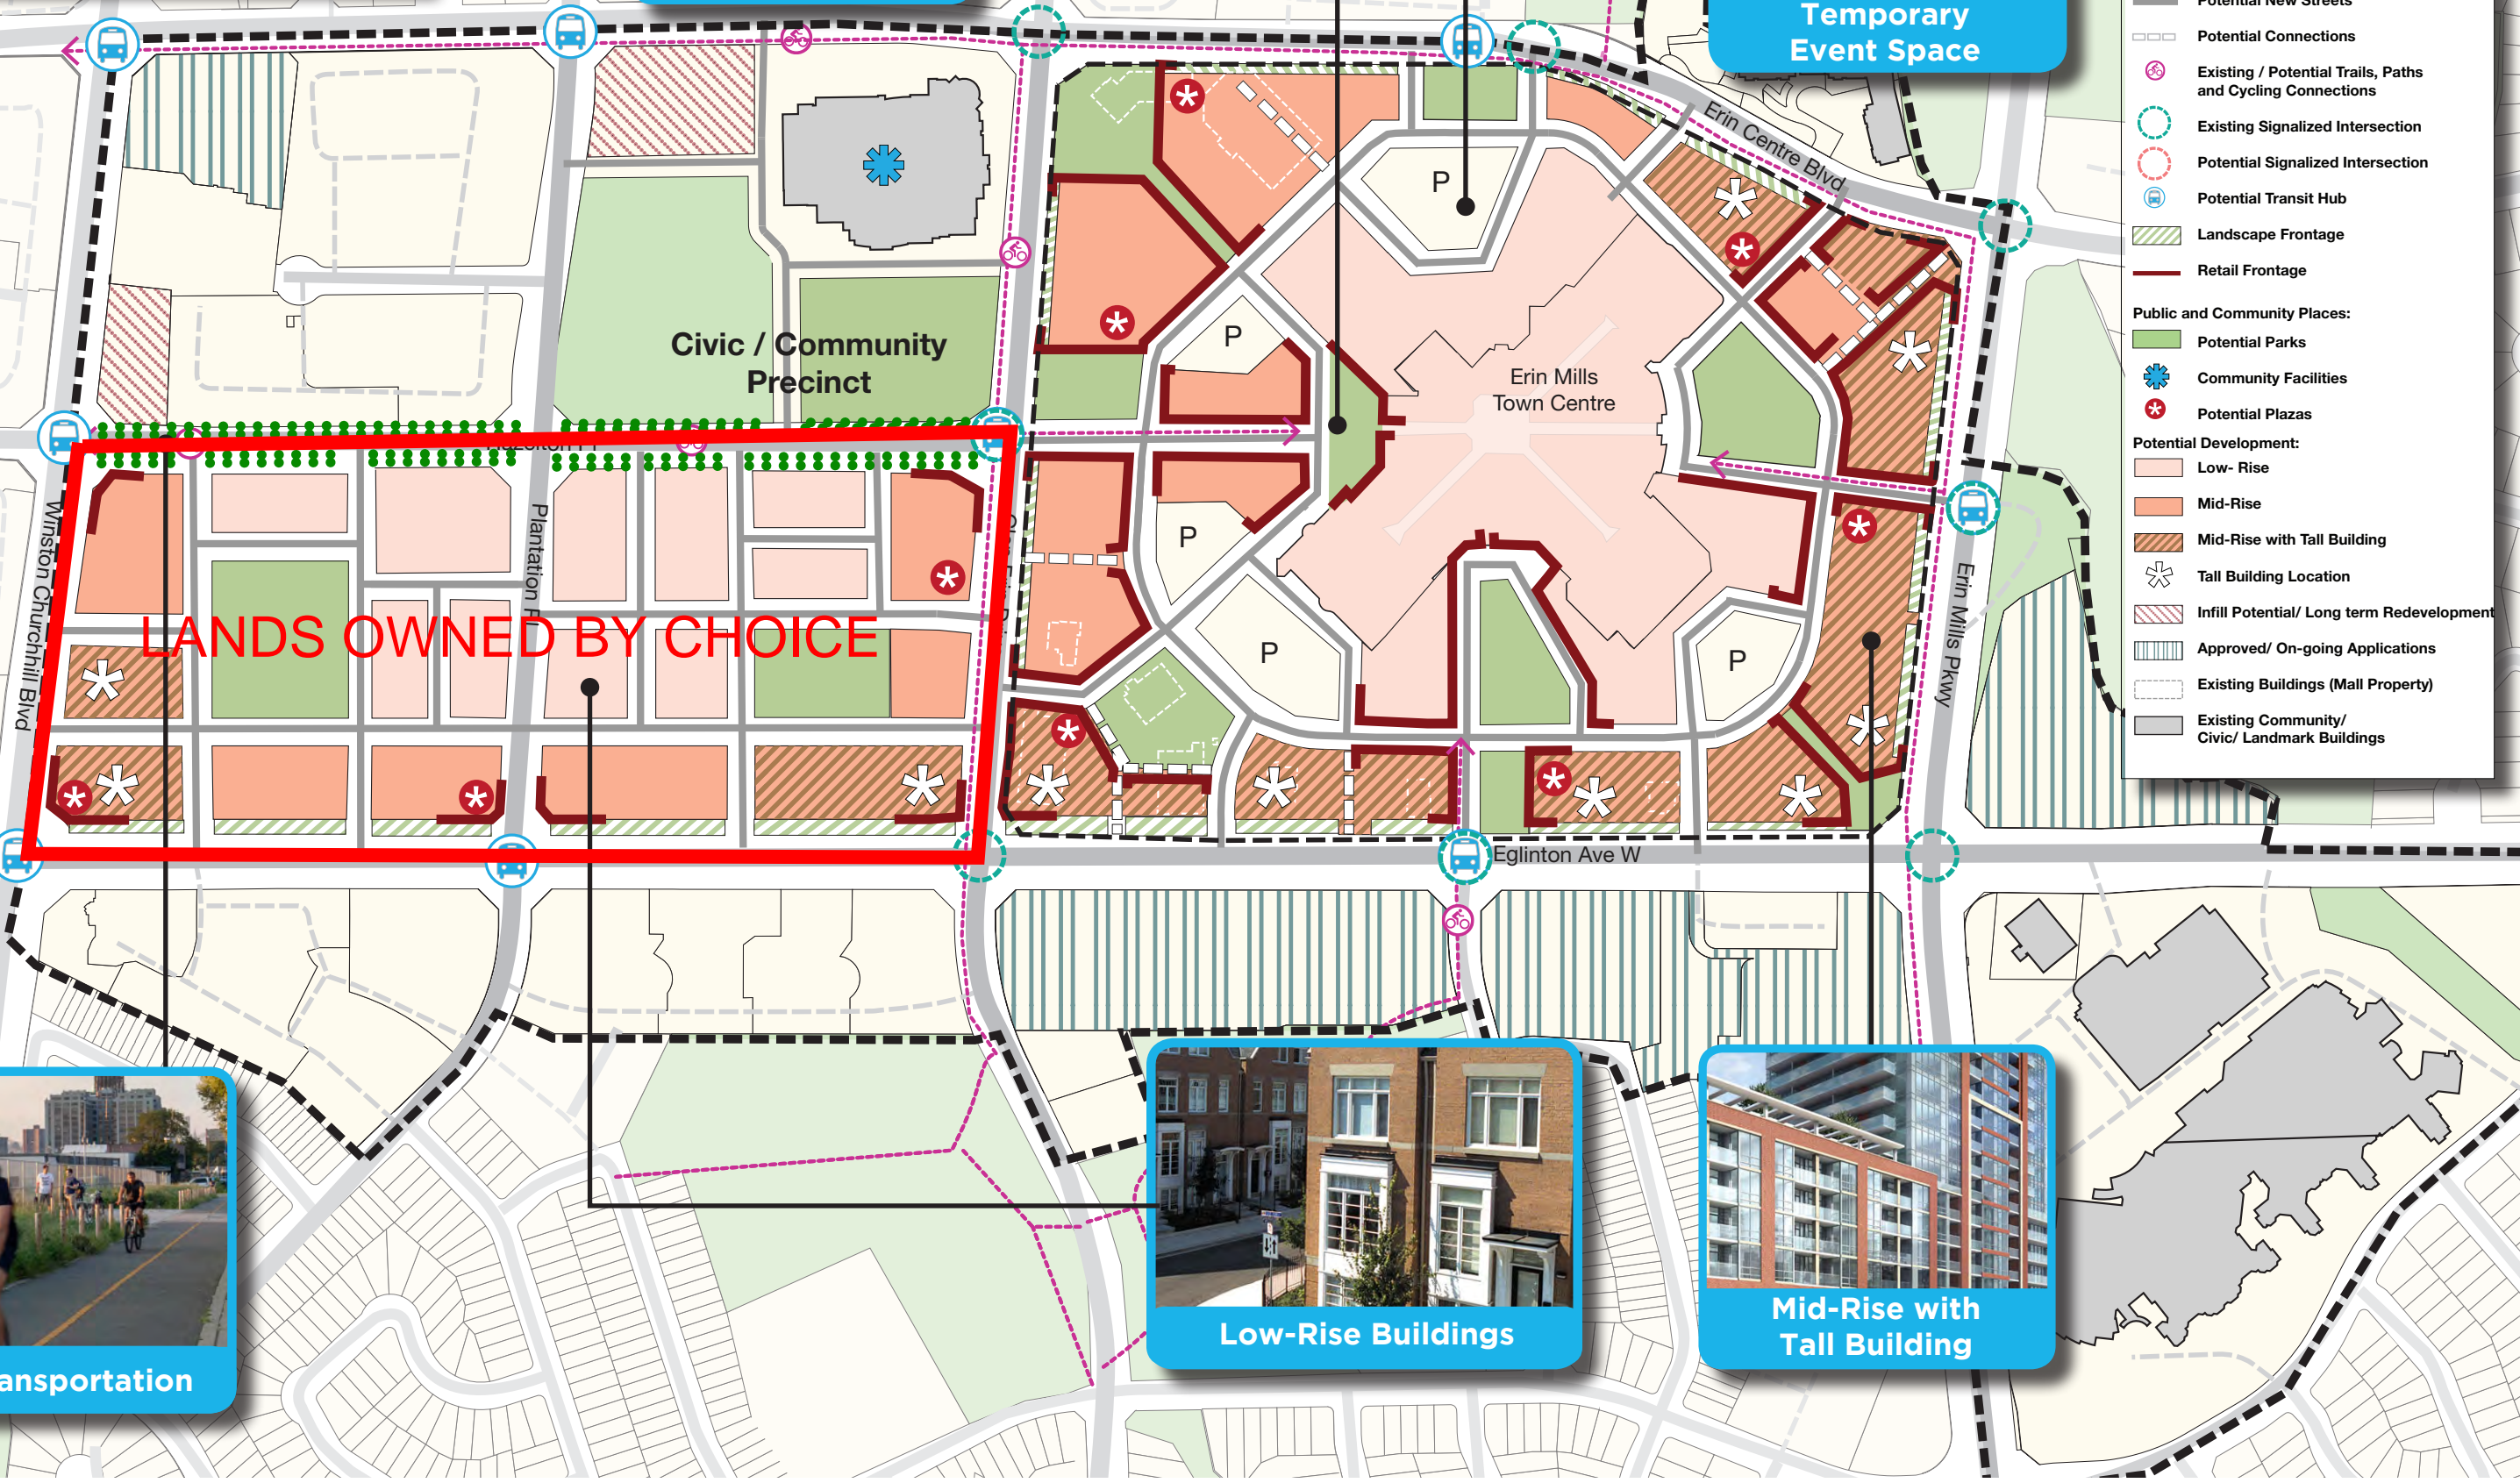 Temporary
Event Space
Potential New Streets
Potential Connections
Existing / Potential Trails, Paths
and Cycling Connections
Existing Signalized Intersection
Potential Signalized Intersection
Potential Transit Hub
Landscape Frontage
Retail Frontage
Public and Community Places:
Potential Parks
Community Facilities
Potential Plazas
Potential Development:
Low- Rise
Mid-Rise
Mid-Rise with Tall Building
Tall Building Location
Infill Potential/ Long term Redevelopment
Approved/ On-going Applications
Existing Buildings (Mall Property)
Existing Community/
Civic/ Landmark Buildings
Erin Centre Blvd
P
Civic / Community
Precinct
P
Erin Mills
Town Centre
P
P
P
Winston Churchhill Blvd
Plantation Pl
LANDS OWNED BY CHOICE
Erin Mills Pkwy
Eglinton Ave W
ansportation
Low-Rise Buildings
Mid-Rise with
Tall Building